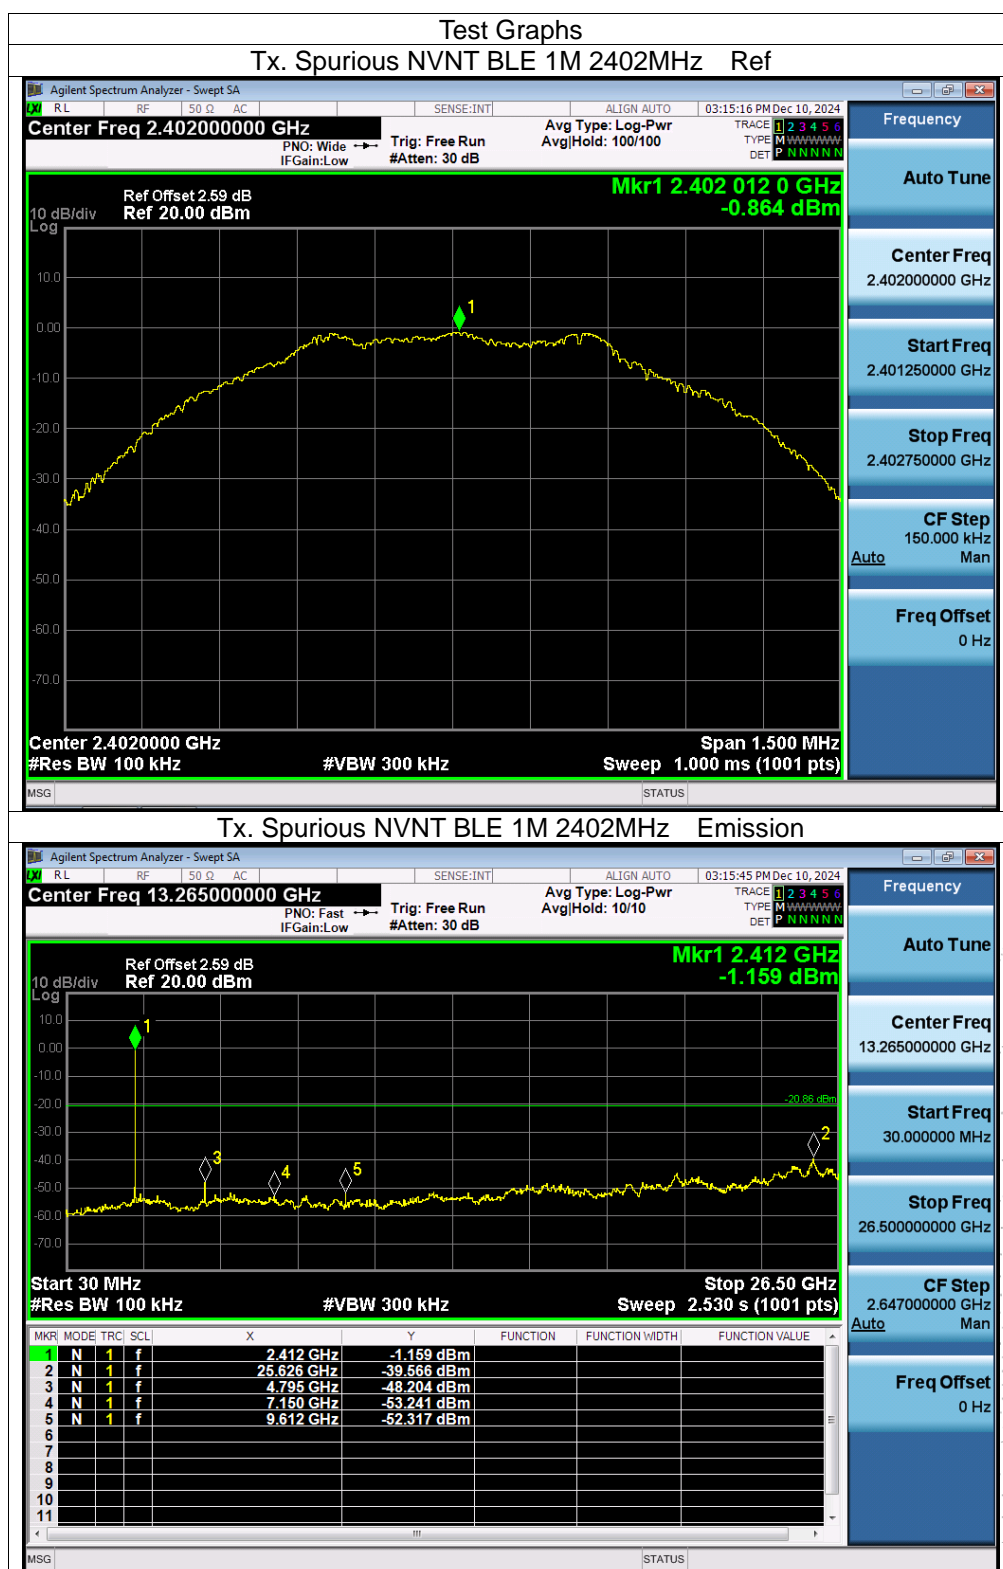 Test Graphs
Tx. Spurious NVNT BLE 1M 2402MHz Ref
Agilent Spectrum Analyzer - Swept SA
LXI RL RF 50 Ω AC SENSE:INT ALIGN AUTO 03:15:16 PM Dec 10, 2024
Center Freq 2.402000000 GHz
PNO: Wide
IFGain:Low
Trig: Free Run
#Atten: 30 dB
Avg Type: Log-Pwr
Avg|Hold: 100/100
TRACE 1 2 3 4 5 6
TYPE M W W W W W
DET P N N N N N
Mkr1 2.402 012 0 GHz
-0.864 dBm
Ref Offset 2.59 dB
10 dB/div Ref 20.00 dBm
Log
10.0
0.00
-10.0
-20.0
-30.0
-40.0
-50.0
-60.0
-70.0
1
Center 2.4020000 GHz Span 1.500 MHz
#Res BW 100 kHz #VBW 300 kHz Sweep 1.000 ms (1001 pts)
MSG STATUS
Frequency
Auto Tune
Center Freq
2.402000000 GHz
Start Freq
2.401250000 GHz
Stop Freq
2.402750000 GHz
CF Step
150.000 kHz
Auto Man
Freq Offset
0 Hz
Tx. Spurious NVNT BLE 1M 2402MHz Emission
Agilent Spectrum Analyzer - Swept SA
LXI RL RF 50 Ω AC SENSE:INT ALIGN AUTO 03:15:45 PM Dec 10, 2024
Center Freq 13.265000000 GHz
PNO: Fast
IFGain:Low
Trig: Free Run
#Atten: 30 dB
Avg Type: Log-Pwr
Avg|Hold: 10/10
TRACE 1 2 3 4 5 6
TYPE M W W W W W
DET P N N N N N
Mkr1 2.412 GHz
-1.159 dBm
Ref Offset 2.59 dB
10 dB/div Ref 20.00 dBm
Log
10.0
0.00
-10.0
-20.0
-30.0
-40.0
-50.0
-60.0
-70.0
1
-20.86 dBm
2
3
4
5
Start 30 MHz Stop 26.50 GHz
#Res BW 100 kHz #VBW 300 kHz Sweep 2.530 s (1001 pts)
MKR MODE TRC SCL X Y FUNCTION FUNCTION WIDTH FUNCTION VALUE
1 N 1 f 2.412 GHz -1.159 dBm
2 N 1 f 25.626 GHz -39.566 dBm
3 N 1 f 4.795 GHz -48.204 dBm
4 N 1 f 7.150 GHz -53.241 dBm
5 N 1 f 9.612 GHz -52.317 dBm
6
7
8
9
10
11
MSG STATUS
Frequency
Auto Tune
Center Freq
13.265000000 GHz
Start Freq
30.000000 MHz
Stop Freq
26.500000000 GHz
CF Step
2.647000000 GHz
Auto Man
Freq Offset
0 Hz